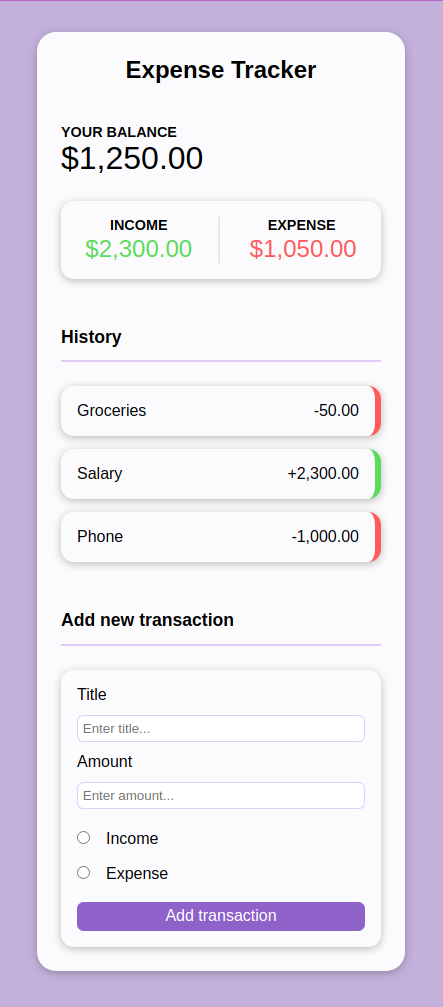 Expense Tracker
YOUR BALANCE
$1,250.00
INCOME
EXPENSE
$2,300.00
$1,050.00
History
Groceries -50.00
Salary +2,300.00
Phone -1,000.00
Add new transaction
Title
Enter title...
Amount
Enter amount...
Income
Expense
Add transaction